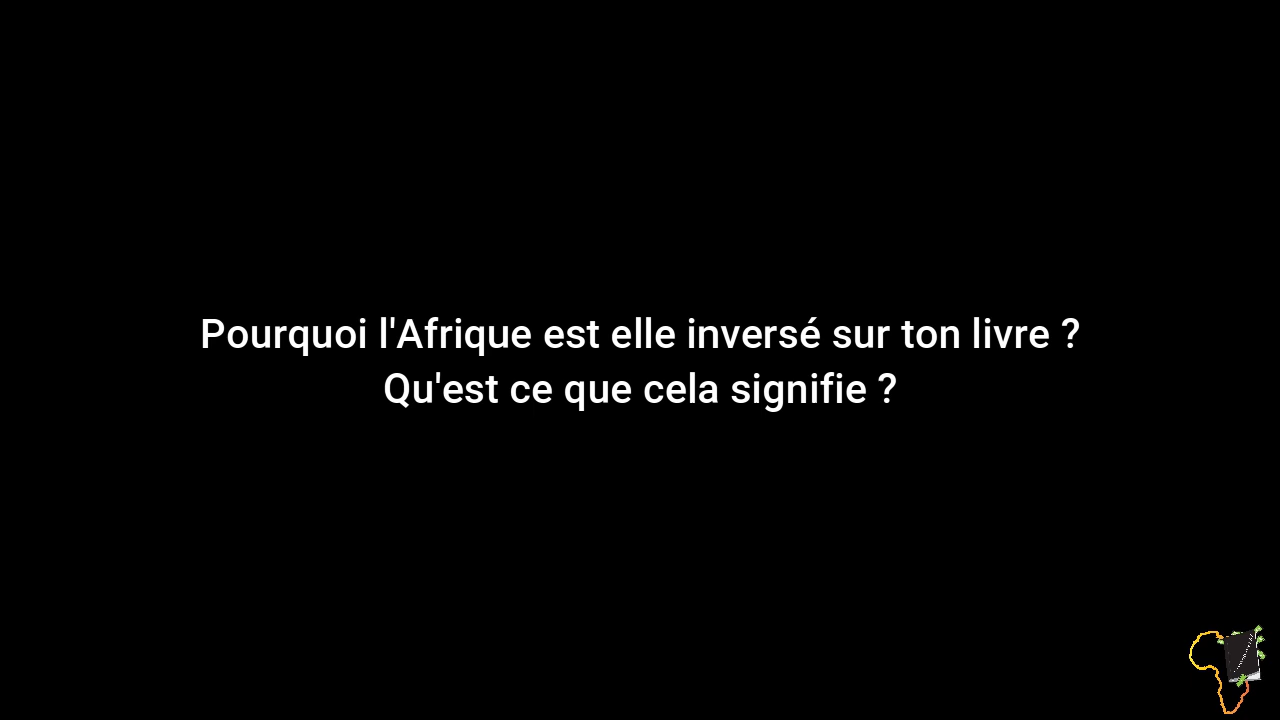 Pourquoi l'Afrique est elle inversé sur ton livre ?
Qu'est ce que cela signifie ?